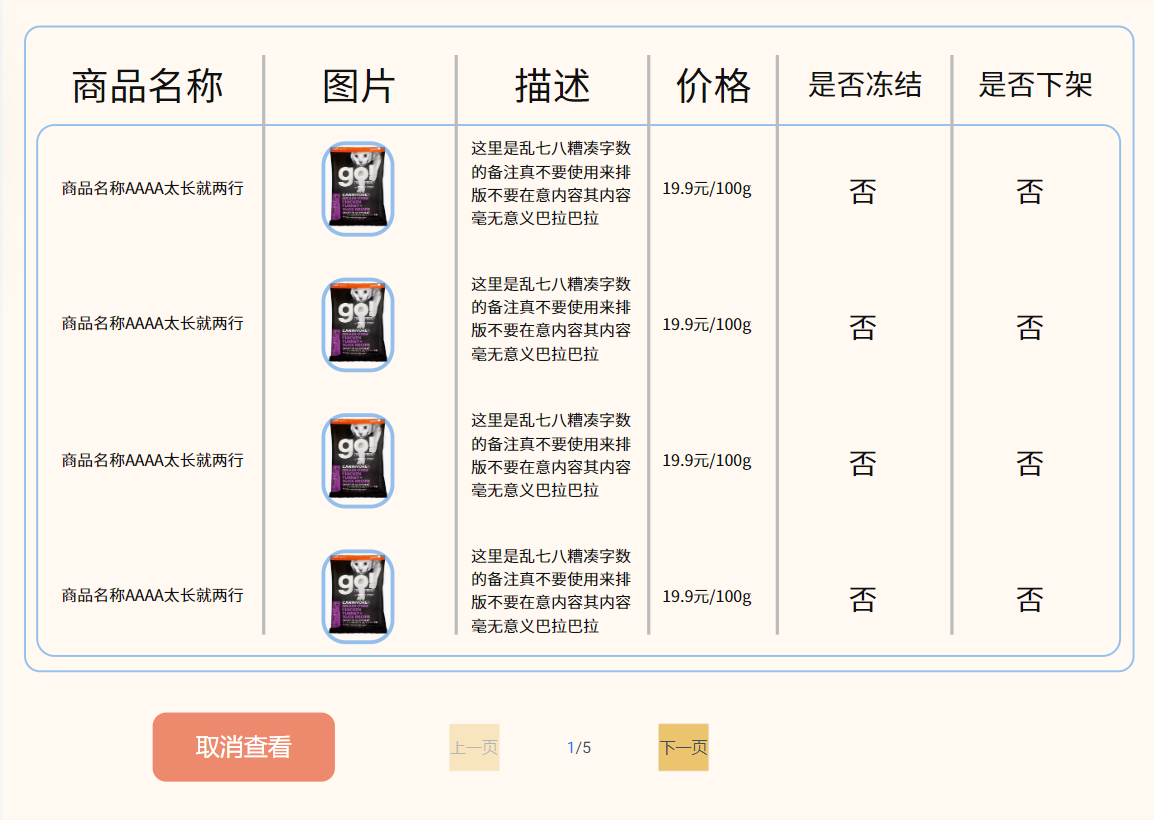 商品名称 图片 描述 价格 是否冻结 是否下架
商品名称AAAA太长就两行
go!
这里是乱七八糟凑字数
的备注真不要使用来排
版不要在意内容其内容
毫无意义巴拉巴拉
19.9元/100g
否
否
商品名称AAAA太长就两行
go!
这里是乱七八糟凑字数
的备注真不要使用来排
版不要在意内容其内容
毫无意义巴拉巴拉
19.9元/100g
否
否
商品名称AAAA太长就两行
go!
这里是乱七八糟凑字数
的备注真不要使用来排
版不要在意内容其内容
毫无意义巴拉巴拉
19.9元/100g
否
否
商品名称AAAA太长就两行
go!
这里是乱七八糟凑字数
的备注真不要使用来排
版不要在意内容其内容
毫无意义巴拉巴拉
19.9元/100g
否
否
取消查看 上一页 1/5 下一页